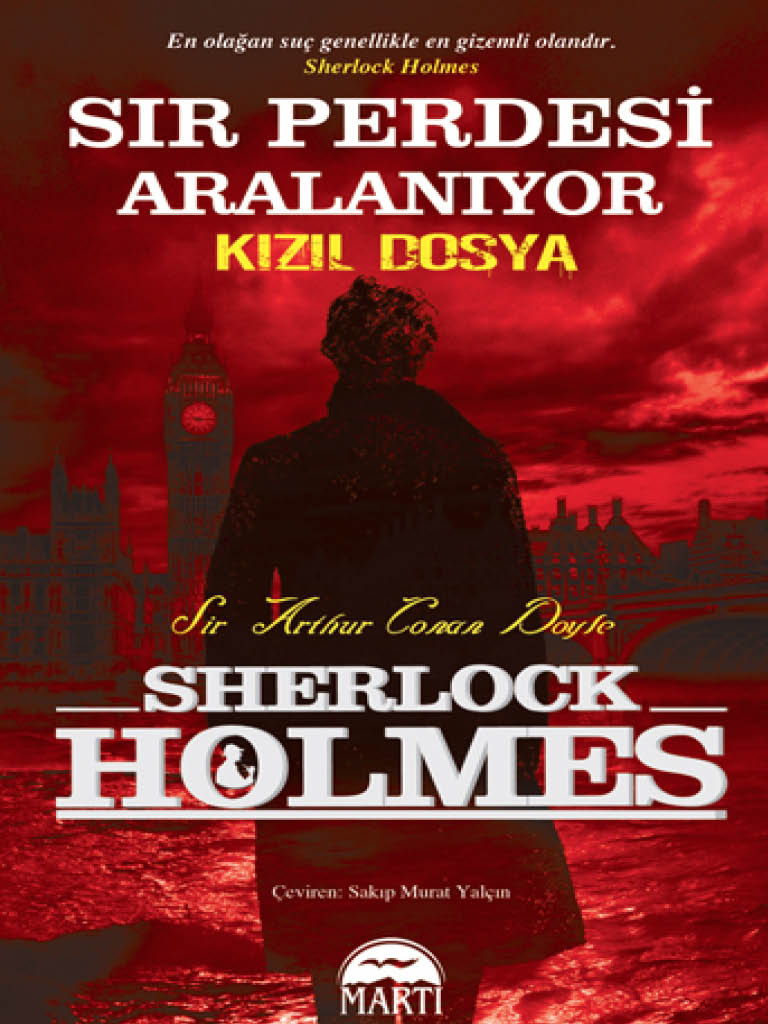 En olağan suç genellikle en gizemli olandır.
Sherlock Holmes
SIR PERDESİ
ARALANIYOR
KIZIL DOSYA
Sir Arthur Conan Doyle
SHERLOCK
HOLMES
Çeviren: Sakıp Murat Yalçın
MARTI